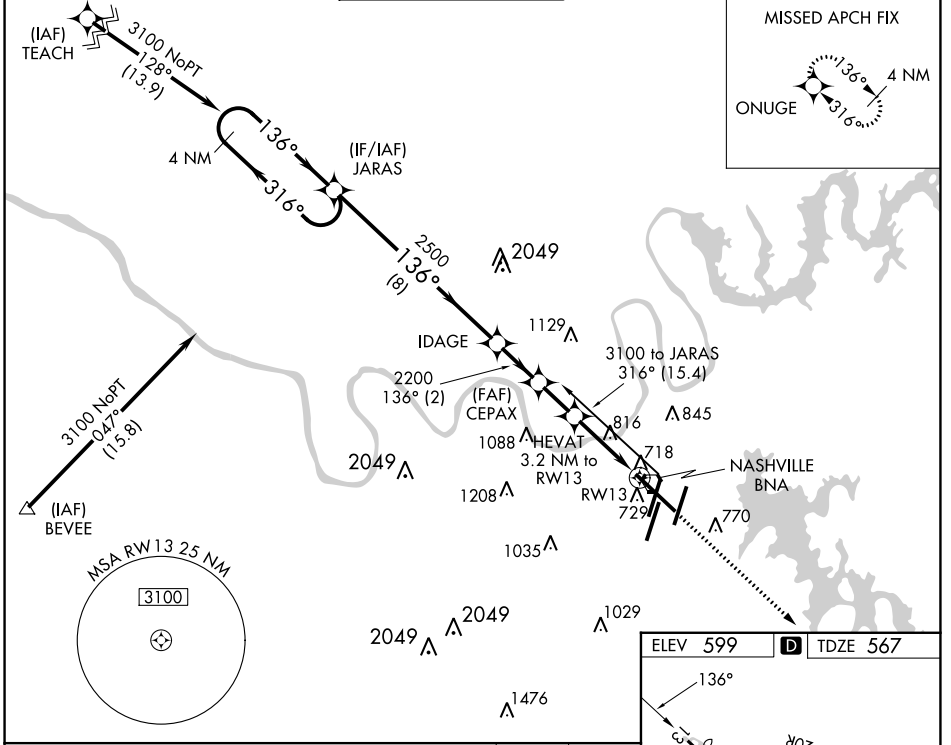 (IAF)
TEACH
3100 NoPT
128°
(13.9)
4 NM
136°
316°
(IF/IAF)
JARAS
MISSED APCH FIX
136°
4 NM
ONUGE
316°
2500
136°
(8)
2049
IDAGE
1129
3100 to JARAS
316° (15.4)
2200
136° (2)
(FAF)
CEPAX
816
845
1088
HEVAT
3.2 NM to
RW13
718
NASHVILLE
BNA
3100 NoPT
047°
(15.8)
2049
1208
RW13
729
770
(IAF)
BEVEE
1035
MSA RW13 25 NM
3100
2049
2049
1029
1476
ELEV 599
D
TDZE 567
136°
13